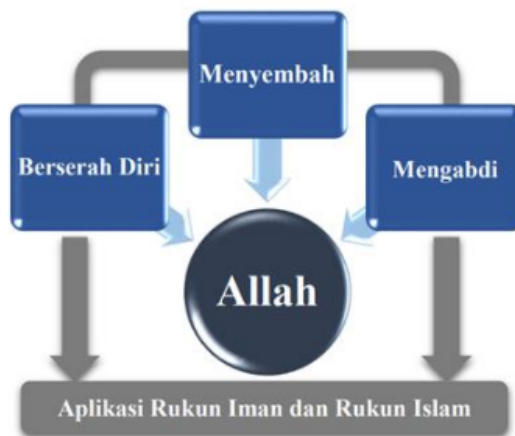 Menyembah
Berserah Diri
Mengabdi
Allah
Aplikasi Rukun Iman dan Rukun Islam